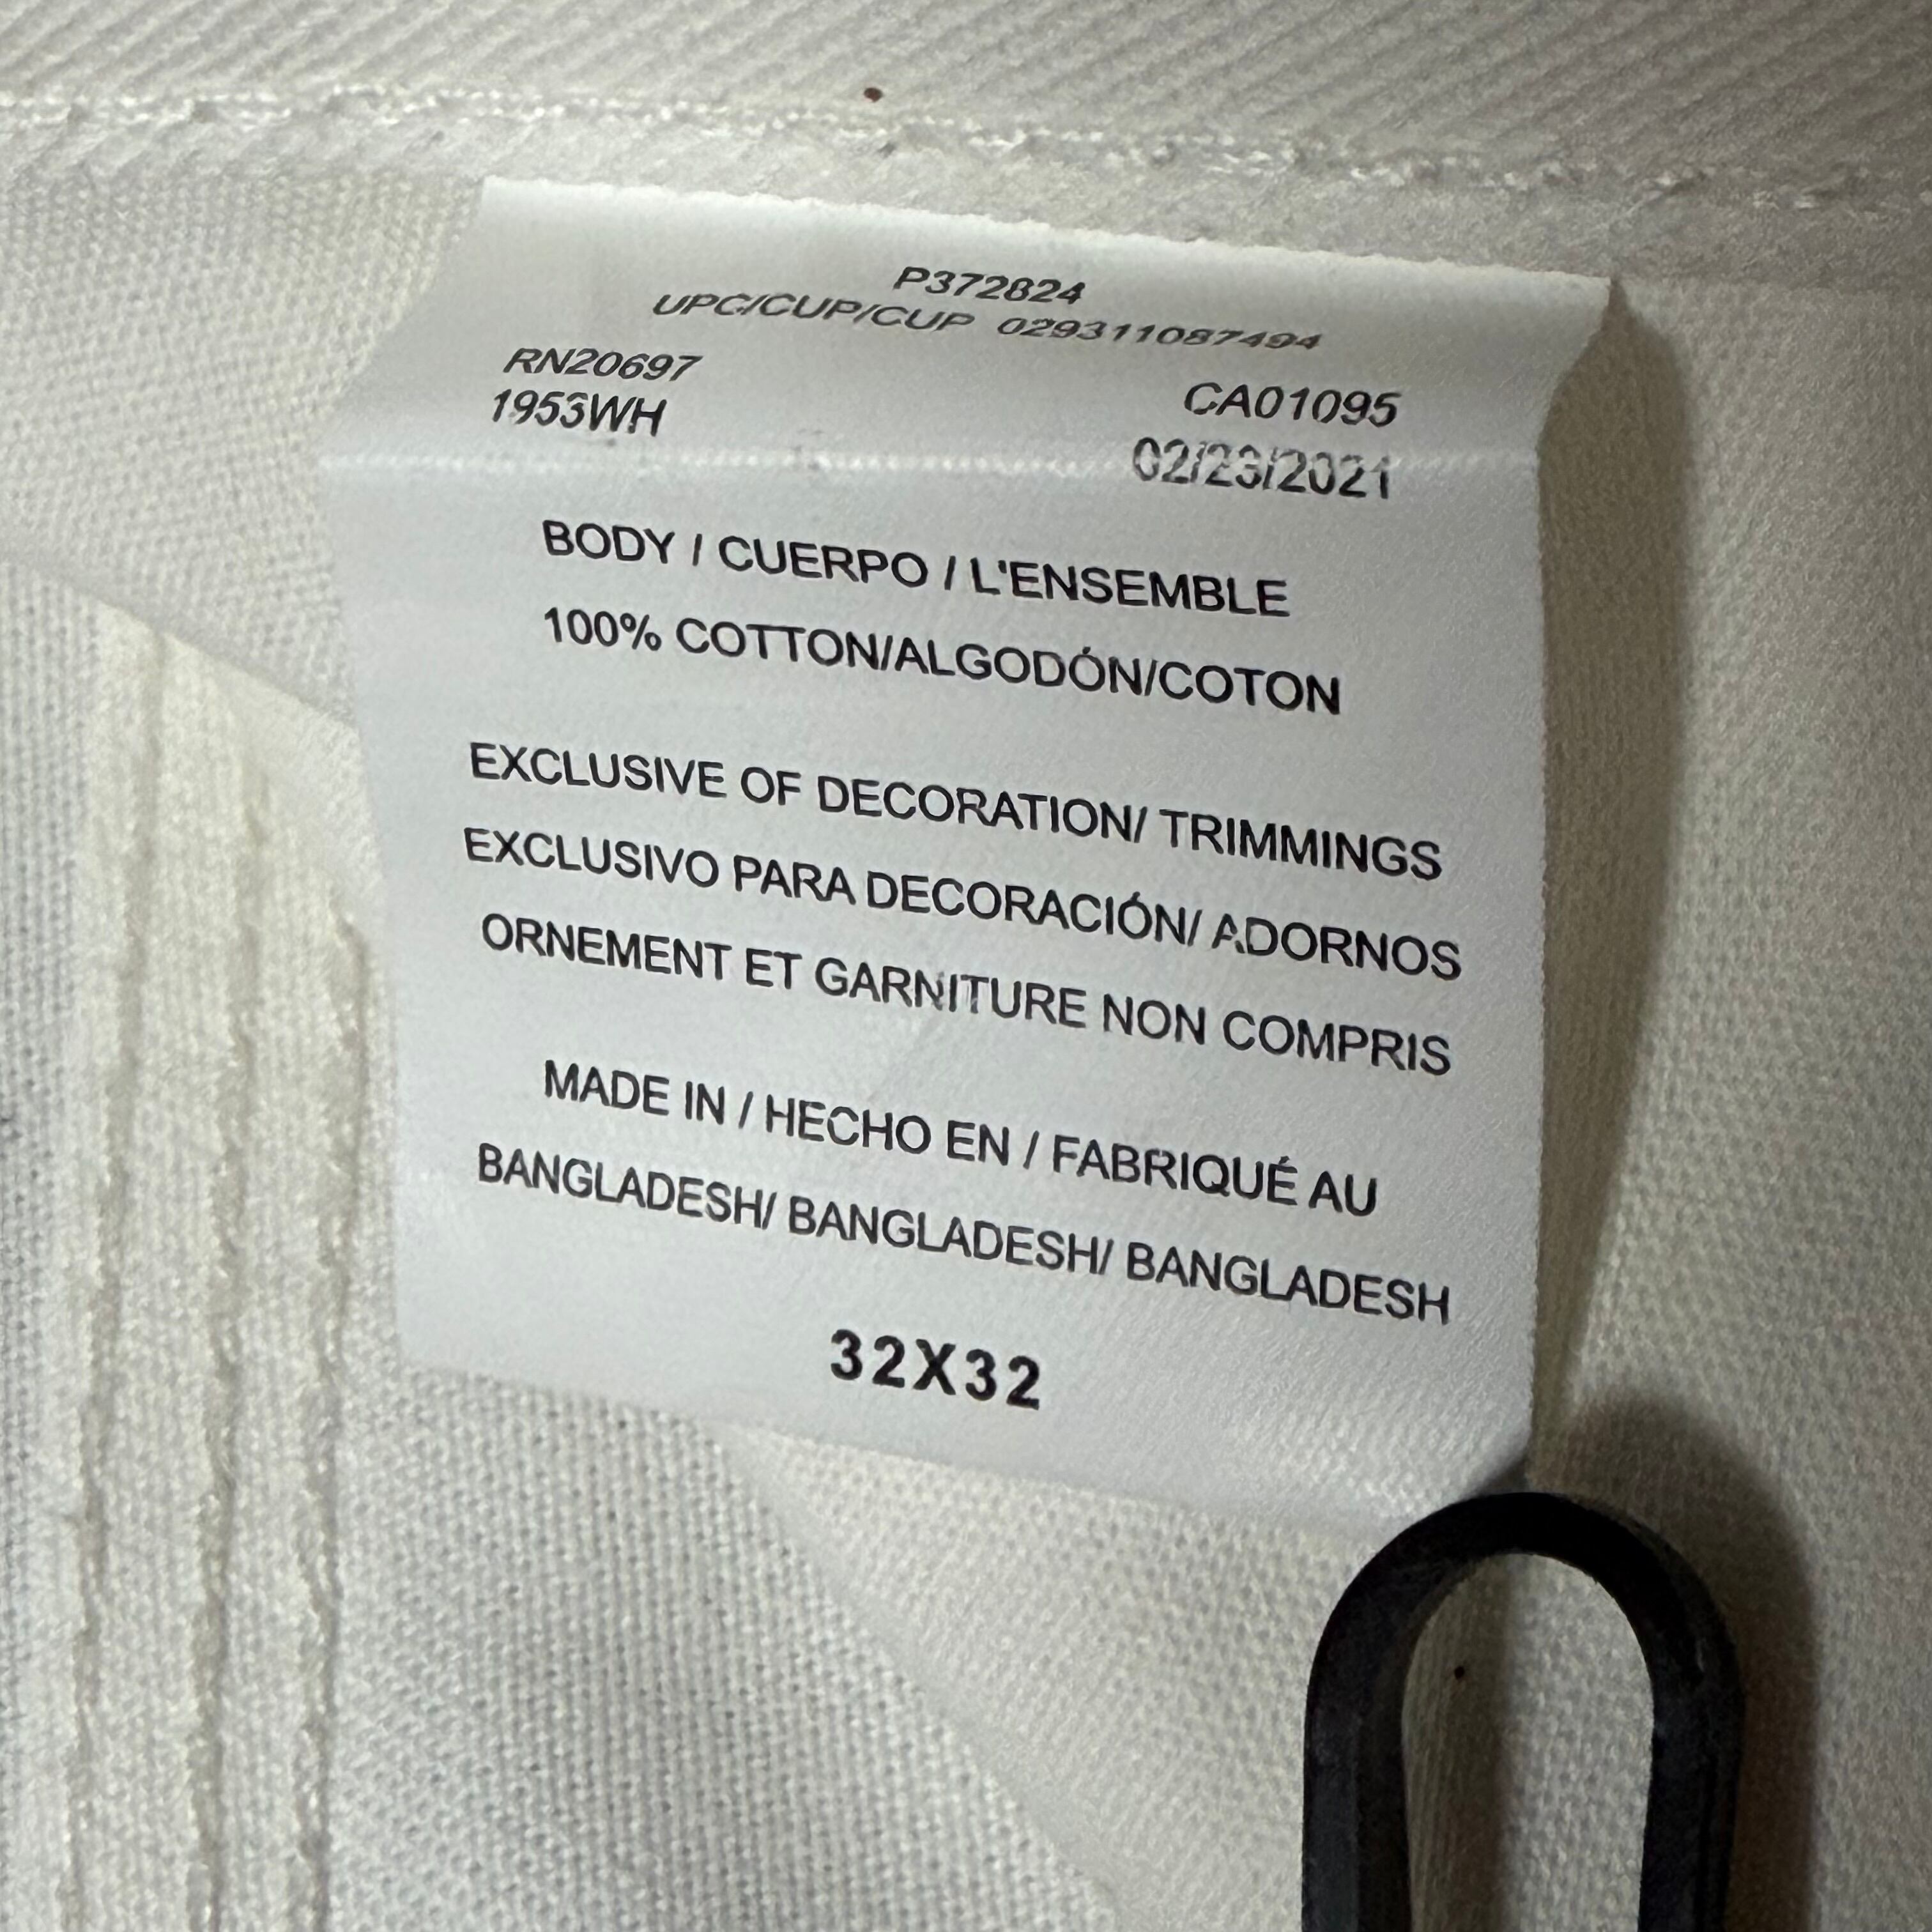 P372824
UPC/CUP/CUP 029311087494
RN20697
CA01095
1953WH
02/23/2021
BODY / CUERPO / L'ENSEMBLE
100% COTTON/ALGODÓN/COTON
EXCLUSIVE OF DECORATION/ TRIMMINGS
EXCLUSIVO PARA DECORACIÓN/ ADORNOS
ORNEMENT ET GARNITURE NON COMPRIS
MADE IN / HECHO EN / FABRIQUÉ AU
BANGLADESH/ BANGLADESH/ BANGLADESH
32X32